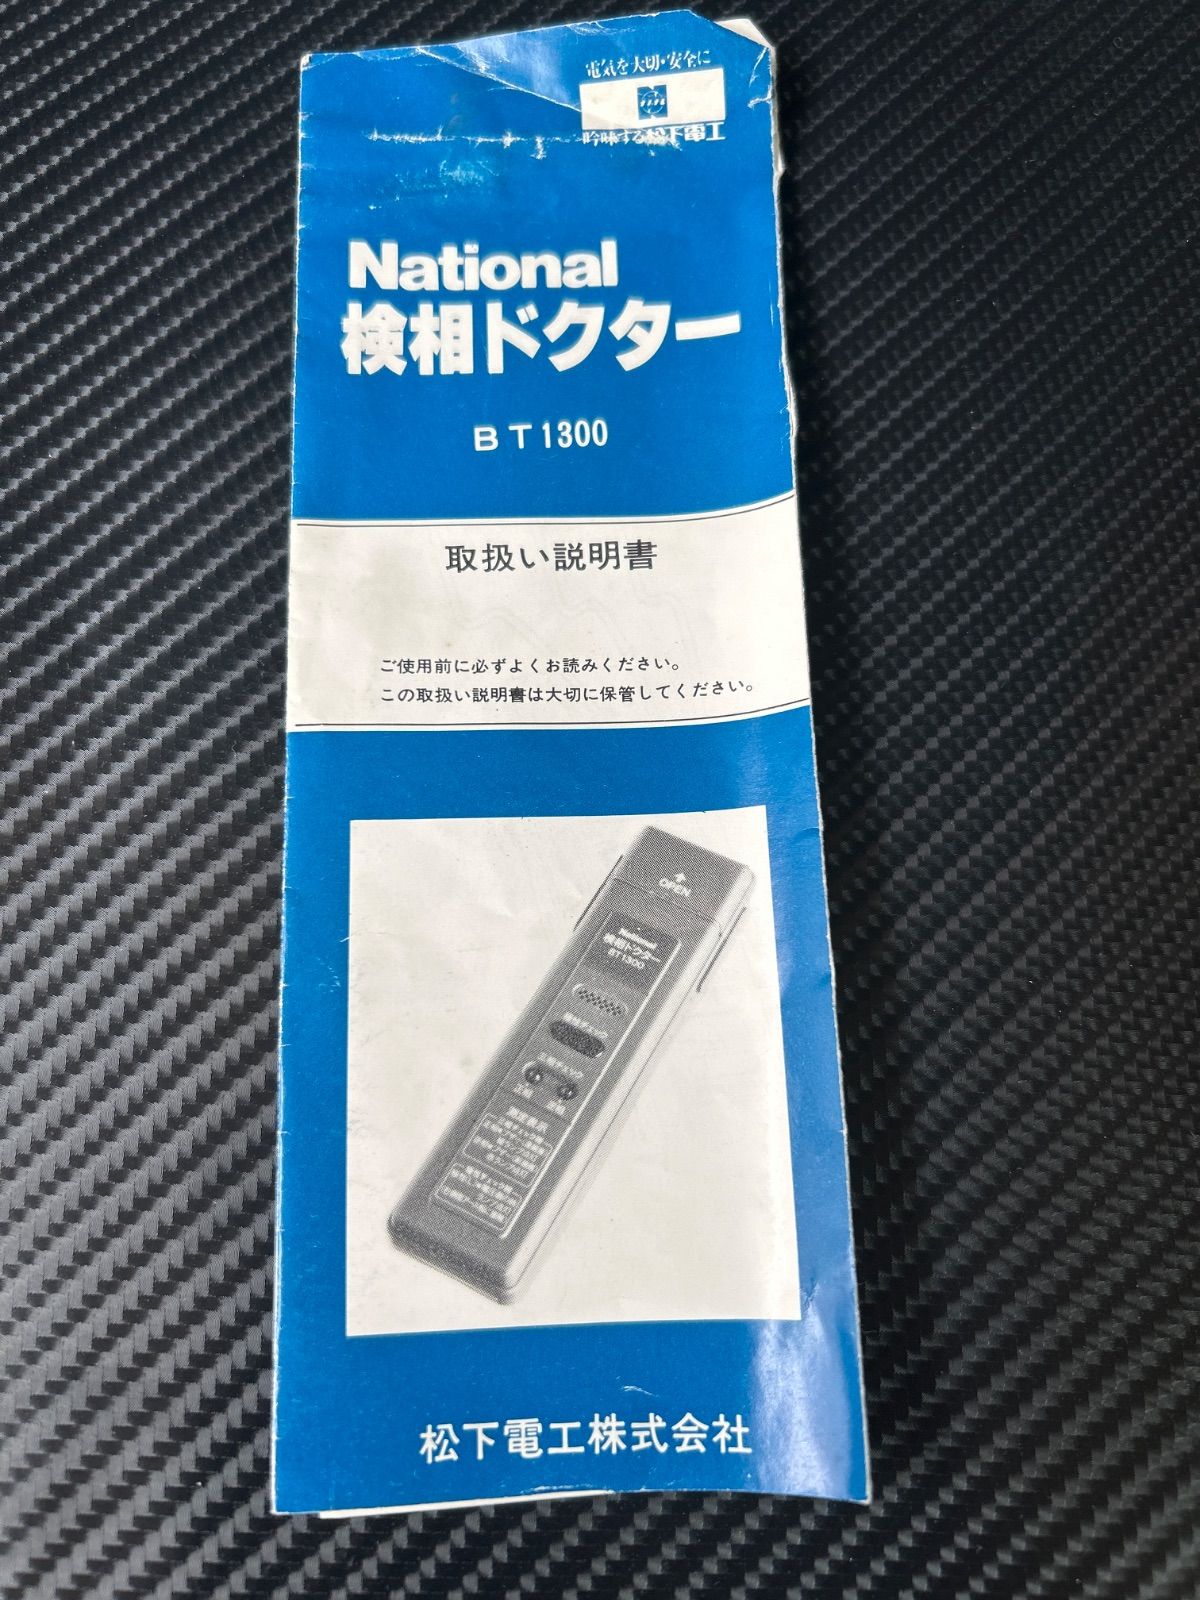 電気を大切・安全に
吟味する松下電工
National
検相ドクター
BT1300
取扱い説明書
ご使用前に必ずよくお読みください。
この取扱い説明書は大切に保管してください。
OPEN
National
検相ドクター
BT1300
松下電工株式会社